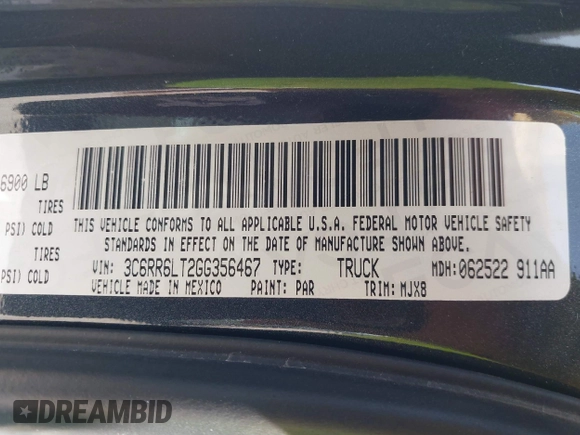 6900 LB
TIRES
PSI) COLD
TIRES
PSI) COLD
THIS VEHICLE CONFORMS TO ALL APPLICABLE U.S.A. FEDERAL MOTOR VEHICLE SAFETY
STANDARDS IN EFFECT ON THE DATE OF MANUFACTURE SHOWN ABOVE.
VIN: 3C6RR6LT2GG356467 TYPE: TRUCK MDH: 062522 911AA
VEHICLE MADE IN MEXICO PAINT: PAR TRIM: MJX8
DREAMBID